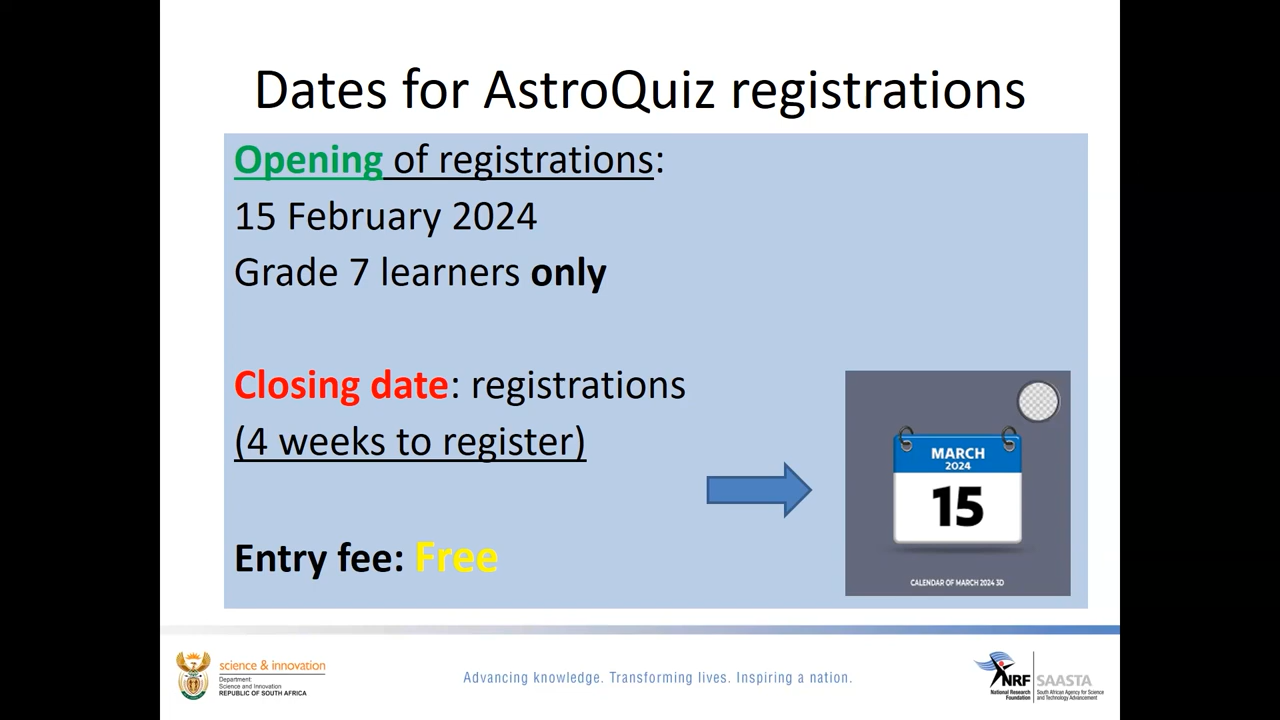 Dates for AstroQuiz registrations
Opening of registrations:
15 February 2024
Grade 7 learners only
Closing date: registrations
(4 weeks to register)
MARCH
2024
15
CALENDAR OF MARCH 2024 3D
Entry fee: Free
science & innovation
Department:
Science and Innovation
REPUBLIC OF SOUTH AFRICA
Advancing knowledge. Transforming lives. Inspiring a nation.
NRF
National Research
Foundation
SAASTA
South African Agency for Science
and Technology Advancement